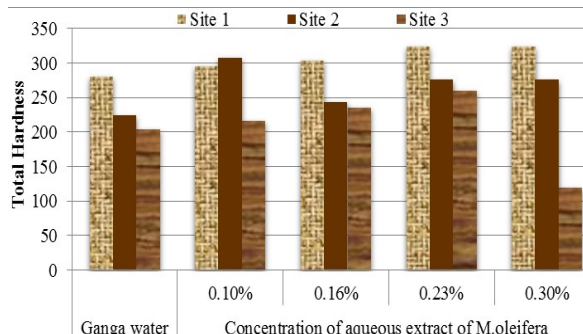 Site 1 Site 2 Site 3
Total Hardness
350
300
250
200
150
100
50
0
0.10% 0.16% 0.23% 0.30%
Ganga water Concentration of aqueous extract of M.oleifera